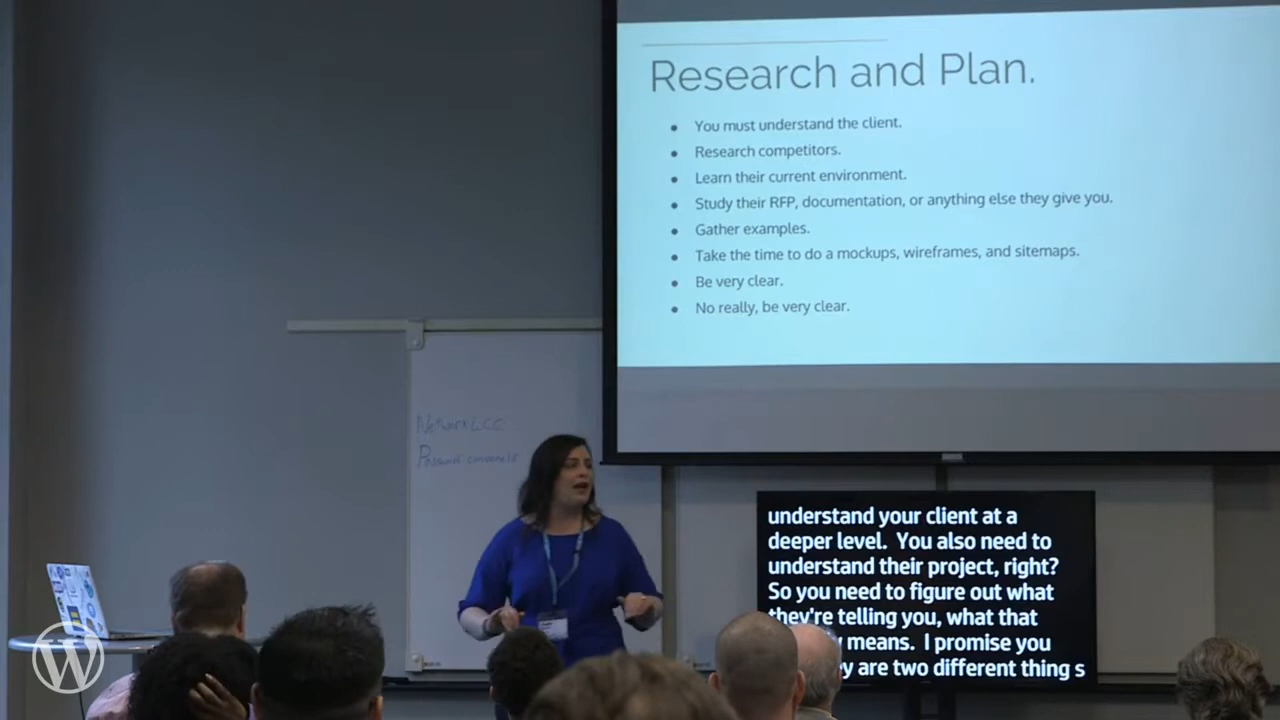 Research and Plan.
● You must understand the client.
● Research competitors.
● Learn their current environment.
● Study their RFP, documentation, or anything else they give you.
● Gather examples.
● Take the time to do a mockups, wireframes, and sitemaps.
● Be very clear.
● No really, be very clear.
Network:
understand your client at a
deeper level. You also need to
understand their project, right?
So you need to figure out what
they're telling you, what that
means. I promise you
are two different thing s
W